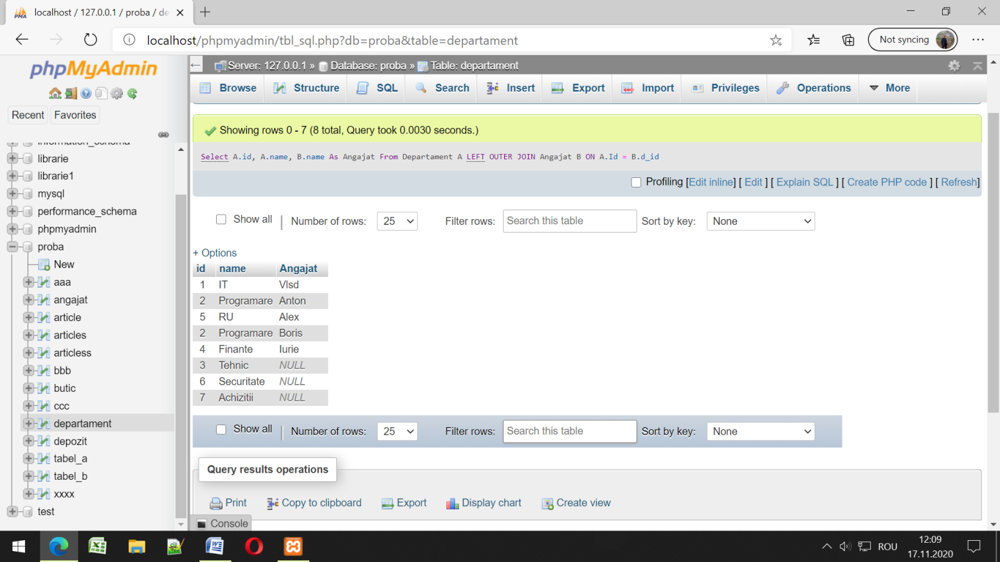 localhost / 127.0.0.1 / proba / de
localhost/phpmyadmin/tbl_sql.php?db=proba&table=departament
Not syncing
phpMyAdmin
Recent
Favorites
information_schema
librarie
librarie1
mysql
performance_schema
phpmyadmin
proba
New
aaa
angajat
article
articles
articless
bbb
butic
ccc
departament
depozit
tabel_a
tabel_b
xxxx
test
Server: 127.0.0.1 » Database: proba » Table: departament
Browse Structure SQL Search Insert Export Import Privileges Operations More
Showing rows 0 - 7 (8 total, Query took 0.0030 seconds.)
Select A.id, A.name, B.name As Angajat From Departament A LEFT OUTER JOIN Angajat B ON A.Id = B.d_id
Profiling [Edit inline] [ Edit ] [ Explain SQL ] [ Create PHP code ] [ Refresh]
Show all | Number of rows: 25 Filter rows: Search this table Sort by key: None
+ Options
id name Angajat
1 IT Vlsd
2 Programare Anton
5 RU Alex
2 Programare Boris
4 Finante Iurie
3 Tehnic NULL
6 Securitate NULL
7 Achizitii NULL
Show all | Number of rows: 25 Filter rows: Search this table Sort by key: None
Query results operations
Print Copy to clipboard Export Display chart Create view
Console
ROU
12:09
17.11.2020